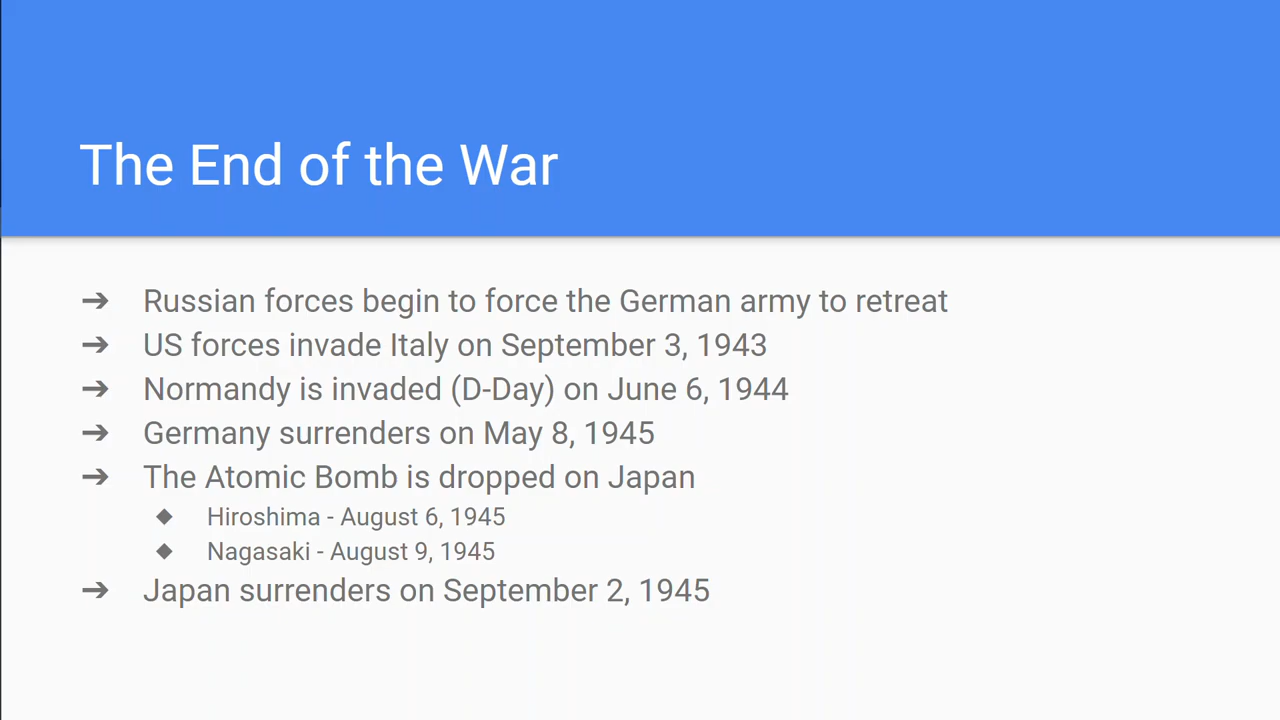 The End of the War
➔ Russian forces begin to force the German army to retreat
➔ US forces invade Italy on September 3, 1943
➔ Normandy is invaded (D-Day) on June 6, 1944
➔ Germany surrenders on May 8, 1945
➔ The Atomic Bomb is dropped on Japan
◆ Hiroshima - August 6, 1945
◆ Nagasaki - August 9, 1945
➔ Japan surrenders on September 2, 1945